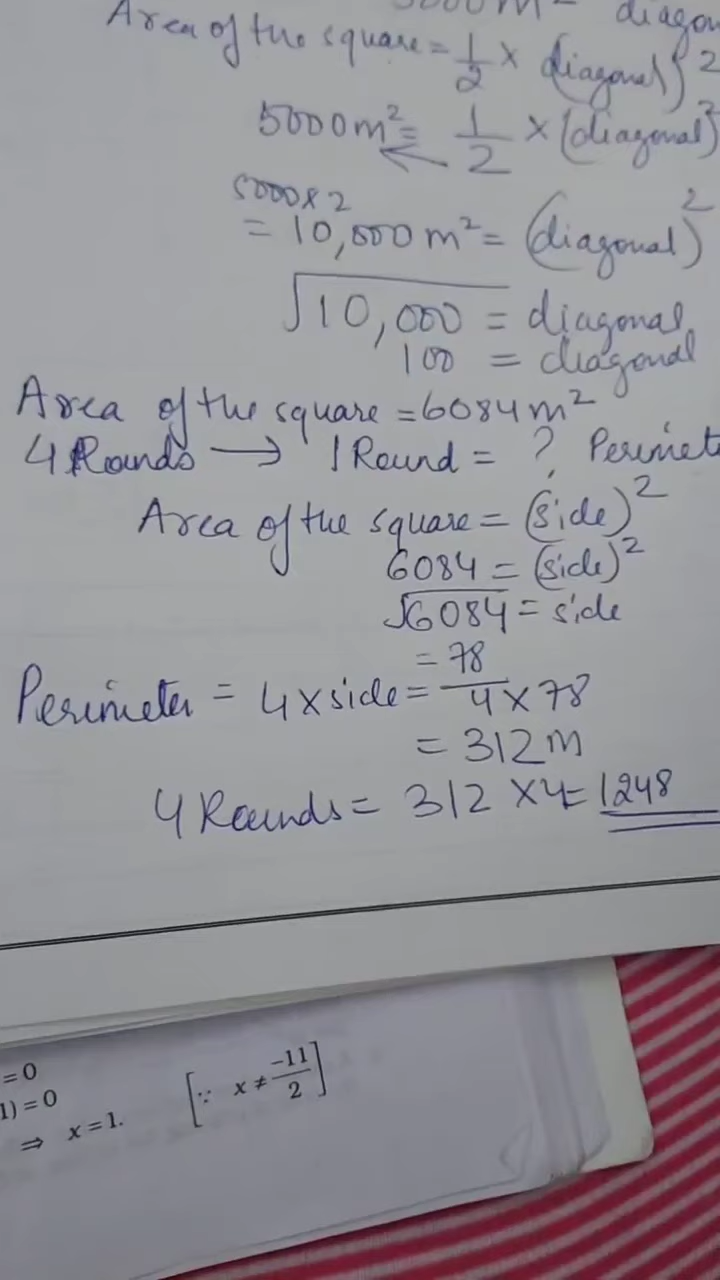 5000 m² diagon
Area of the square = 1/2 × (diagonal)²
5000m² = 1/2 × (diagonal)²
5000×2
= 10,000 m² = (diagonal)²
√10,000 = diagonal
100 = diagonal
Area of the square = 6084 m²
4 Rounds → 1 Round = ? Perimet
Area of the square = (side)²
6084 = (side)²
√6084 = side
= 78
Perimeter = 4 × side = 4 × 78
= 312 m
4 Rounds = 312 × 4 = 1248
= 0
1) = 0
⇒ x = 1. [∵ x ≠ -11/2]